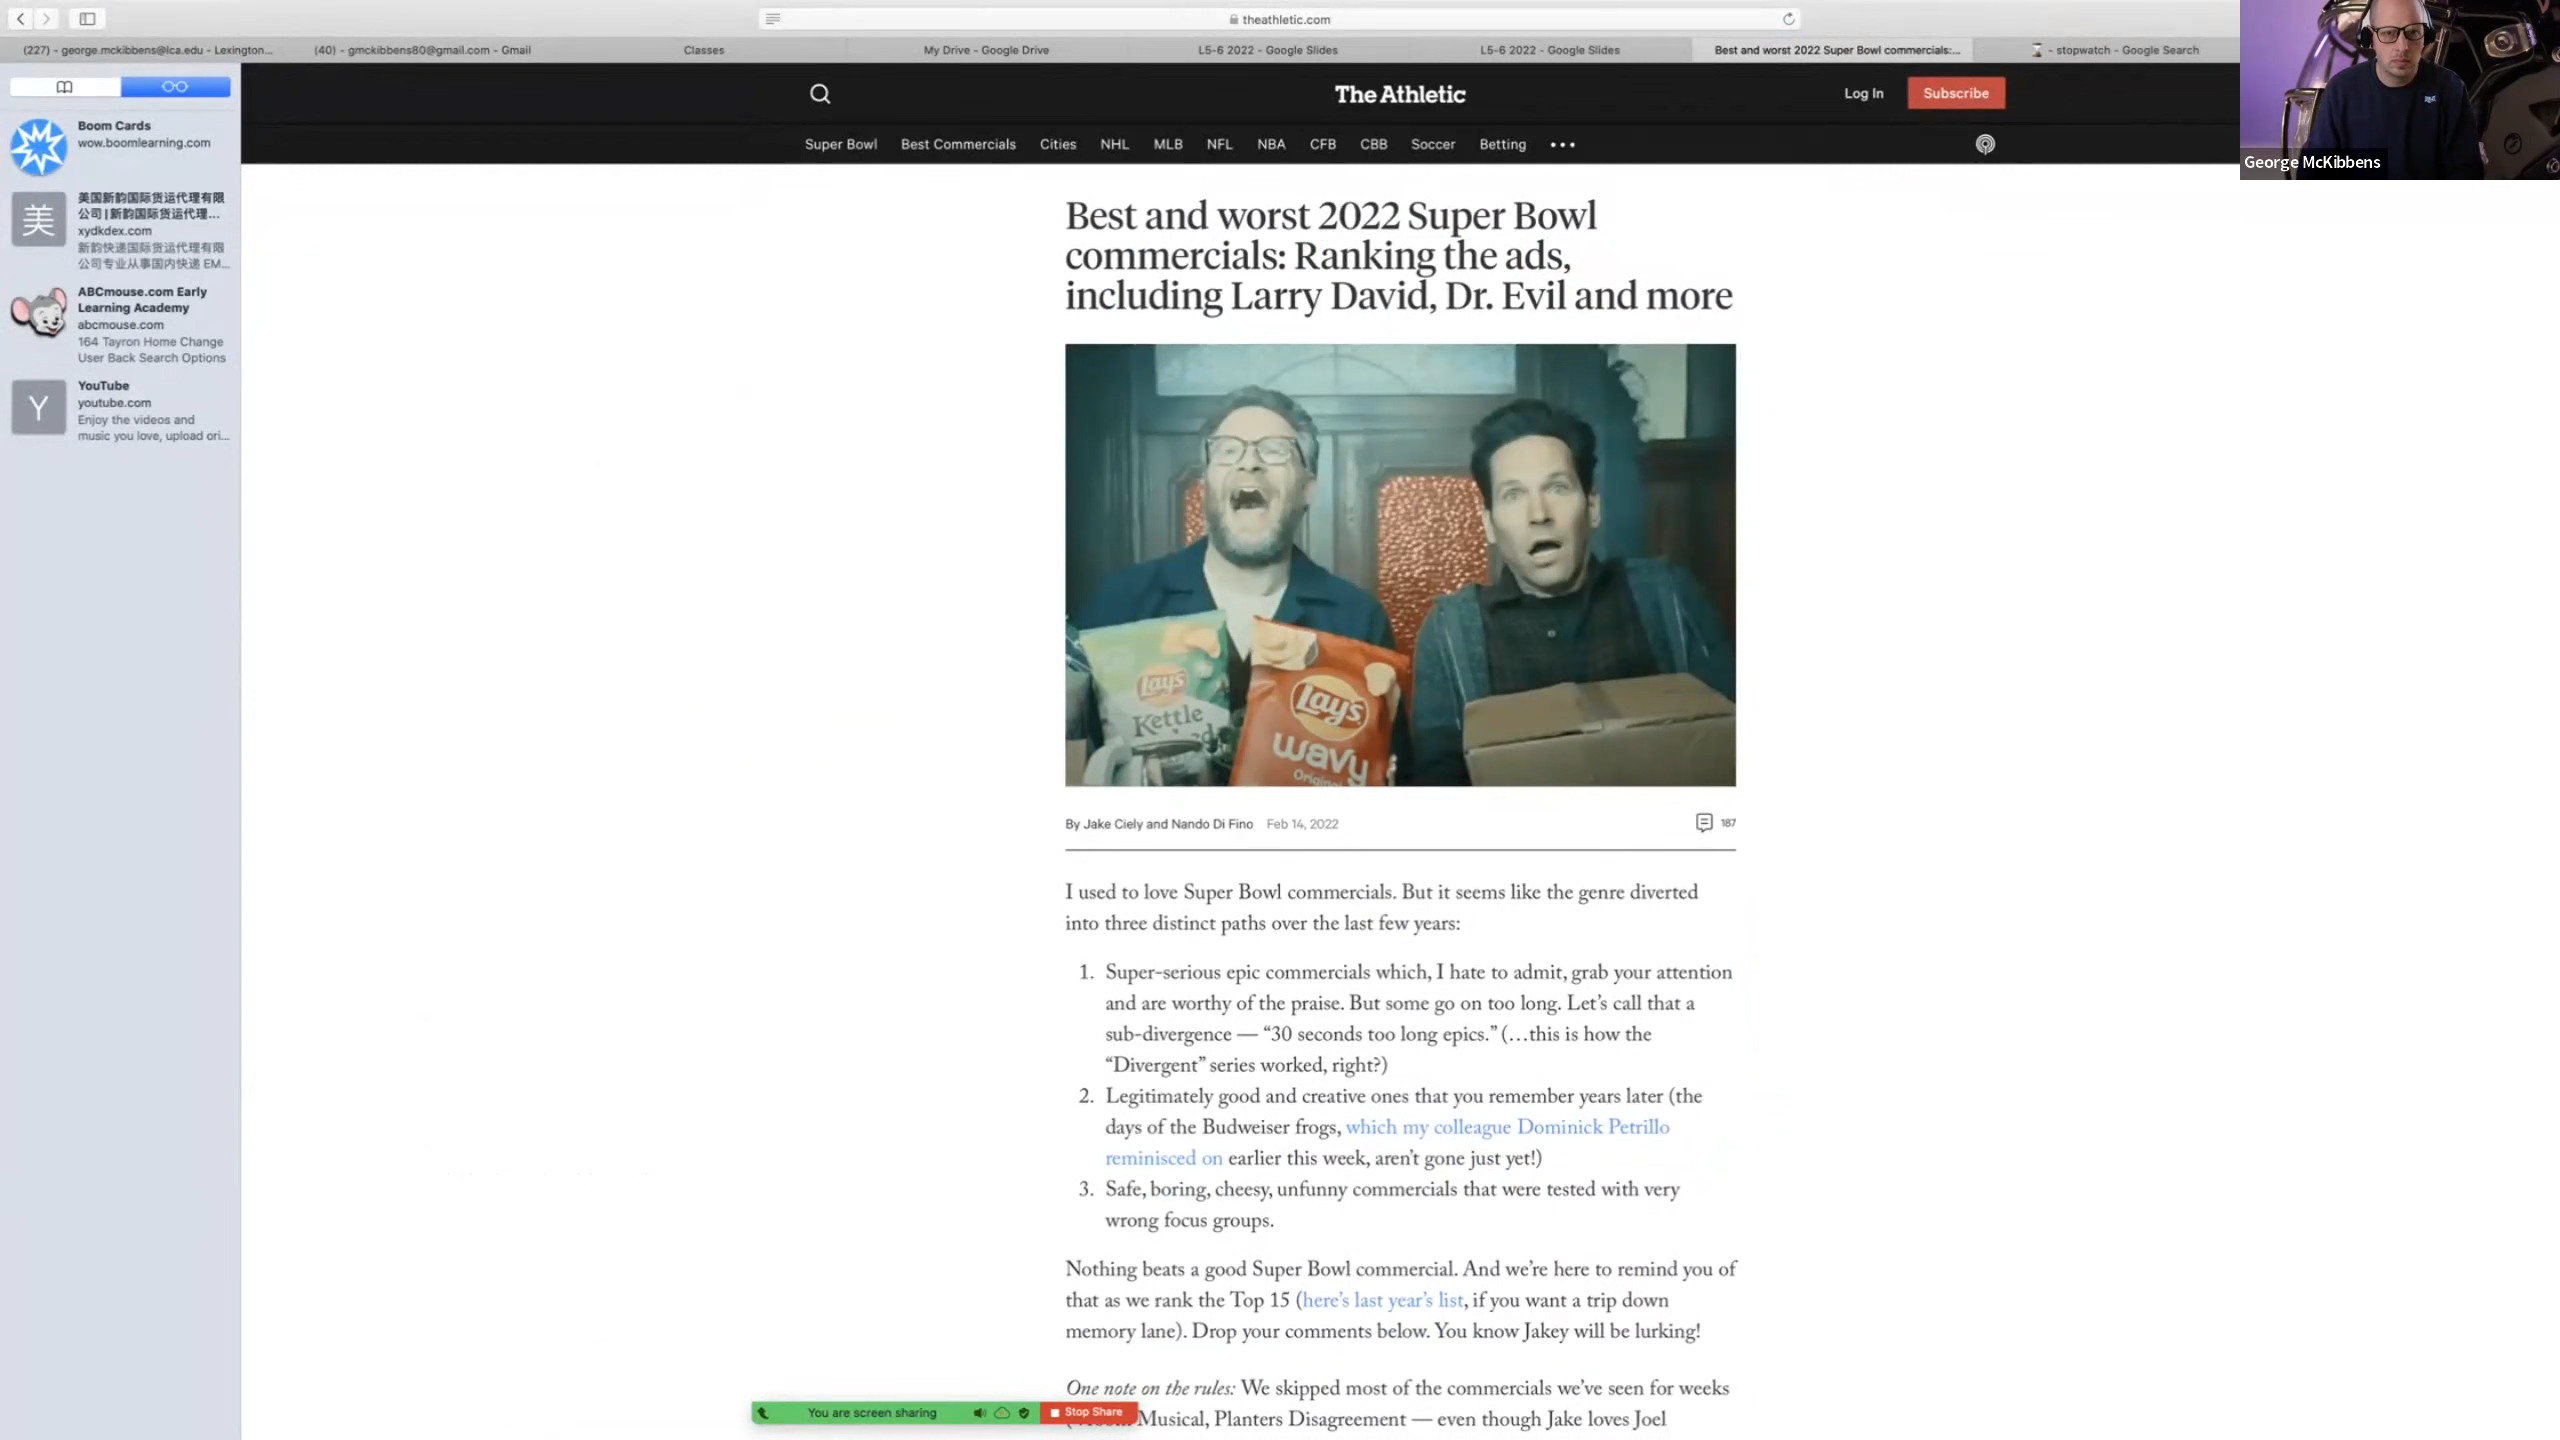 theathletic.com
(227) - george.mckibbens@lca.edu - Lexington...
(40) - gmckibbens80@gmail.com - Gmail
Classes
My Drive - Google Drive
L5-6 2022 - Google Slides
L5-6 2022 - Google Slides
Best and worst 2022 Super Bowl commercials:...
⌛ - stopwatch - Google Search
George McKibbens
Boom Cards
wow.boomlearning.com
美
美国新韵国际货运代理有限
公司 | 新韵国际货运代理...
xydkdex.com
新韵快递国际货运代理有限
公司专业从事国内快递 EM...
ABCmouse.com Early
Learning Academy
abcmouse.com
164 Tayron Home Change
User Back Search Options
Y
YouTube
youtube.com
Enjoy the videos and
music you love, upload ori...
The Athletic
Log In
Subscribe
Super Bowl
Best Commercials
Cities
NHL
MLB
NFL
NBA
CFB
CBB
Soccer
Betting
Best and worst 2022 Super Bowl
commercials: Ranking the ads,
including Larry David, Dr. Evil and more
Lay's
Kettle
Lay's
wavy
Original
By Jake Ciely and Nando Di Fino Feb 14, 2022
187
I used to love Super Bowl commercials. But it seems like the genre diverted
into three distinct paths over the last few years:
1. Super-serious epic commercials which, I hate to admit, grab your attention
and are worthy of the praise. But some go on too long. Let’s call that a
sub-divergence — “30 seconds too long epics.” (…this is how the
“Divergent” series worked, right?)
2. Legitimately good and creative ones that you remember years later (the
days of the Budweiser frogs, which my colleague Dominick Petrillo
reminisced on earlier this week, aren’t gone just yet!)
3. Safe, boring, cheesy, unfunny commercials that were tested with very
wrong focus groups.
Nothing beats a good Super Bowl commercial. And we’re here to remind you of
that as we rank the Top 15 (here’s last year’s list, if you want a trip down
memory lane). Drop your comments below. You know Jakey will be lurking!
One note on the rules: We skipped most of the commercials we’ve seen for weeks
Musical, Planters Disagreement — even though Jake loves Joel
You are screen sharing
Stop Share